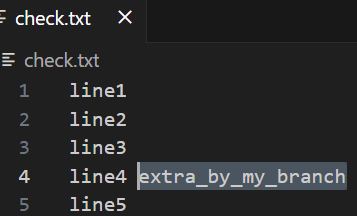 check.txt
check.txt
1 line1
2 line2
3 line3
4 line4 extra_by_my_branch
5 line5